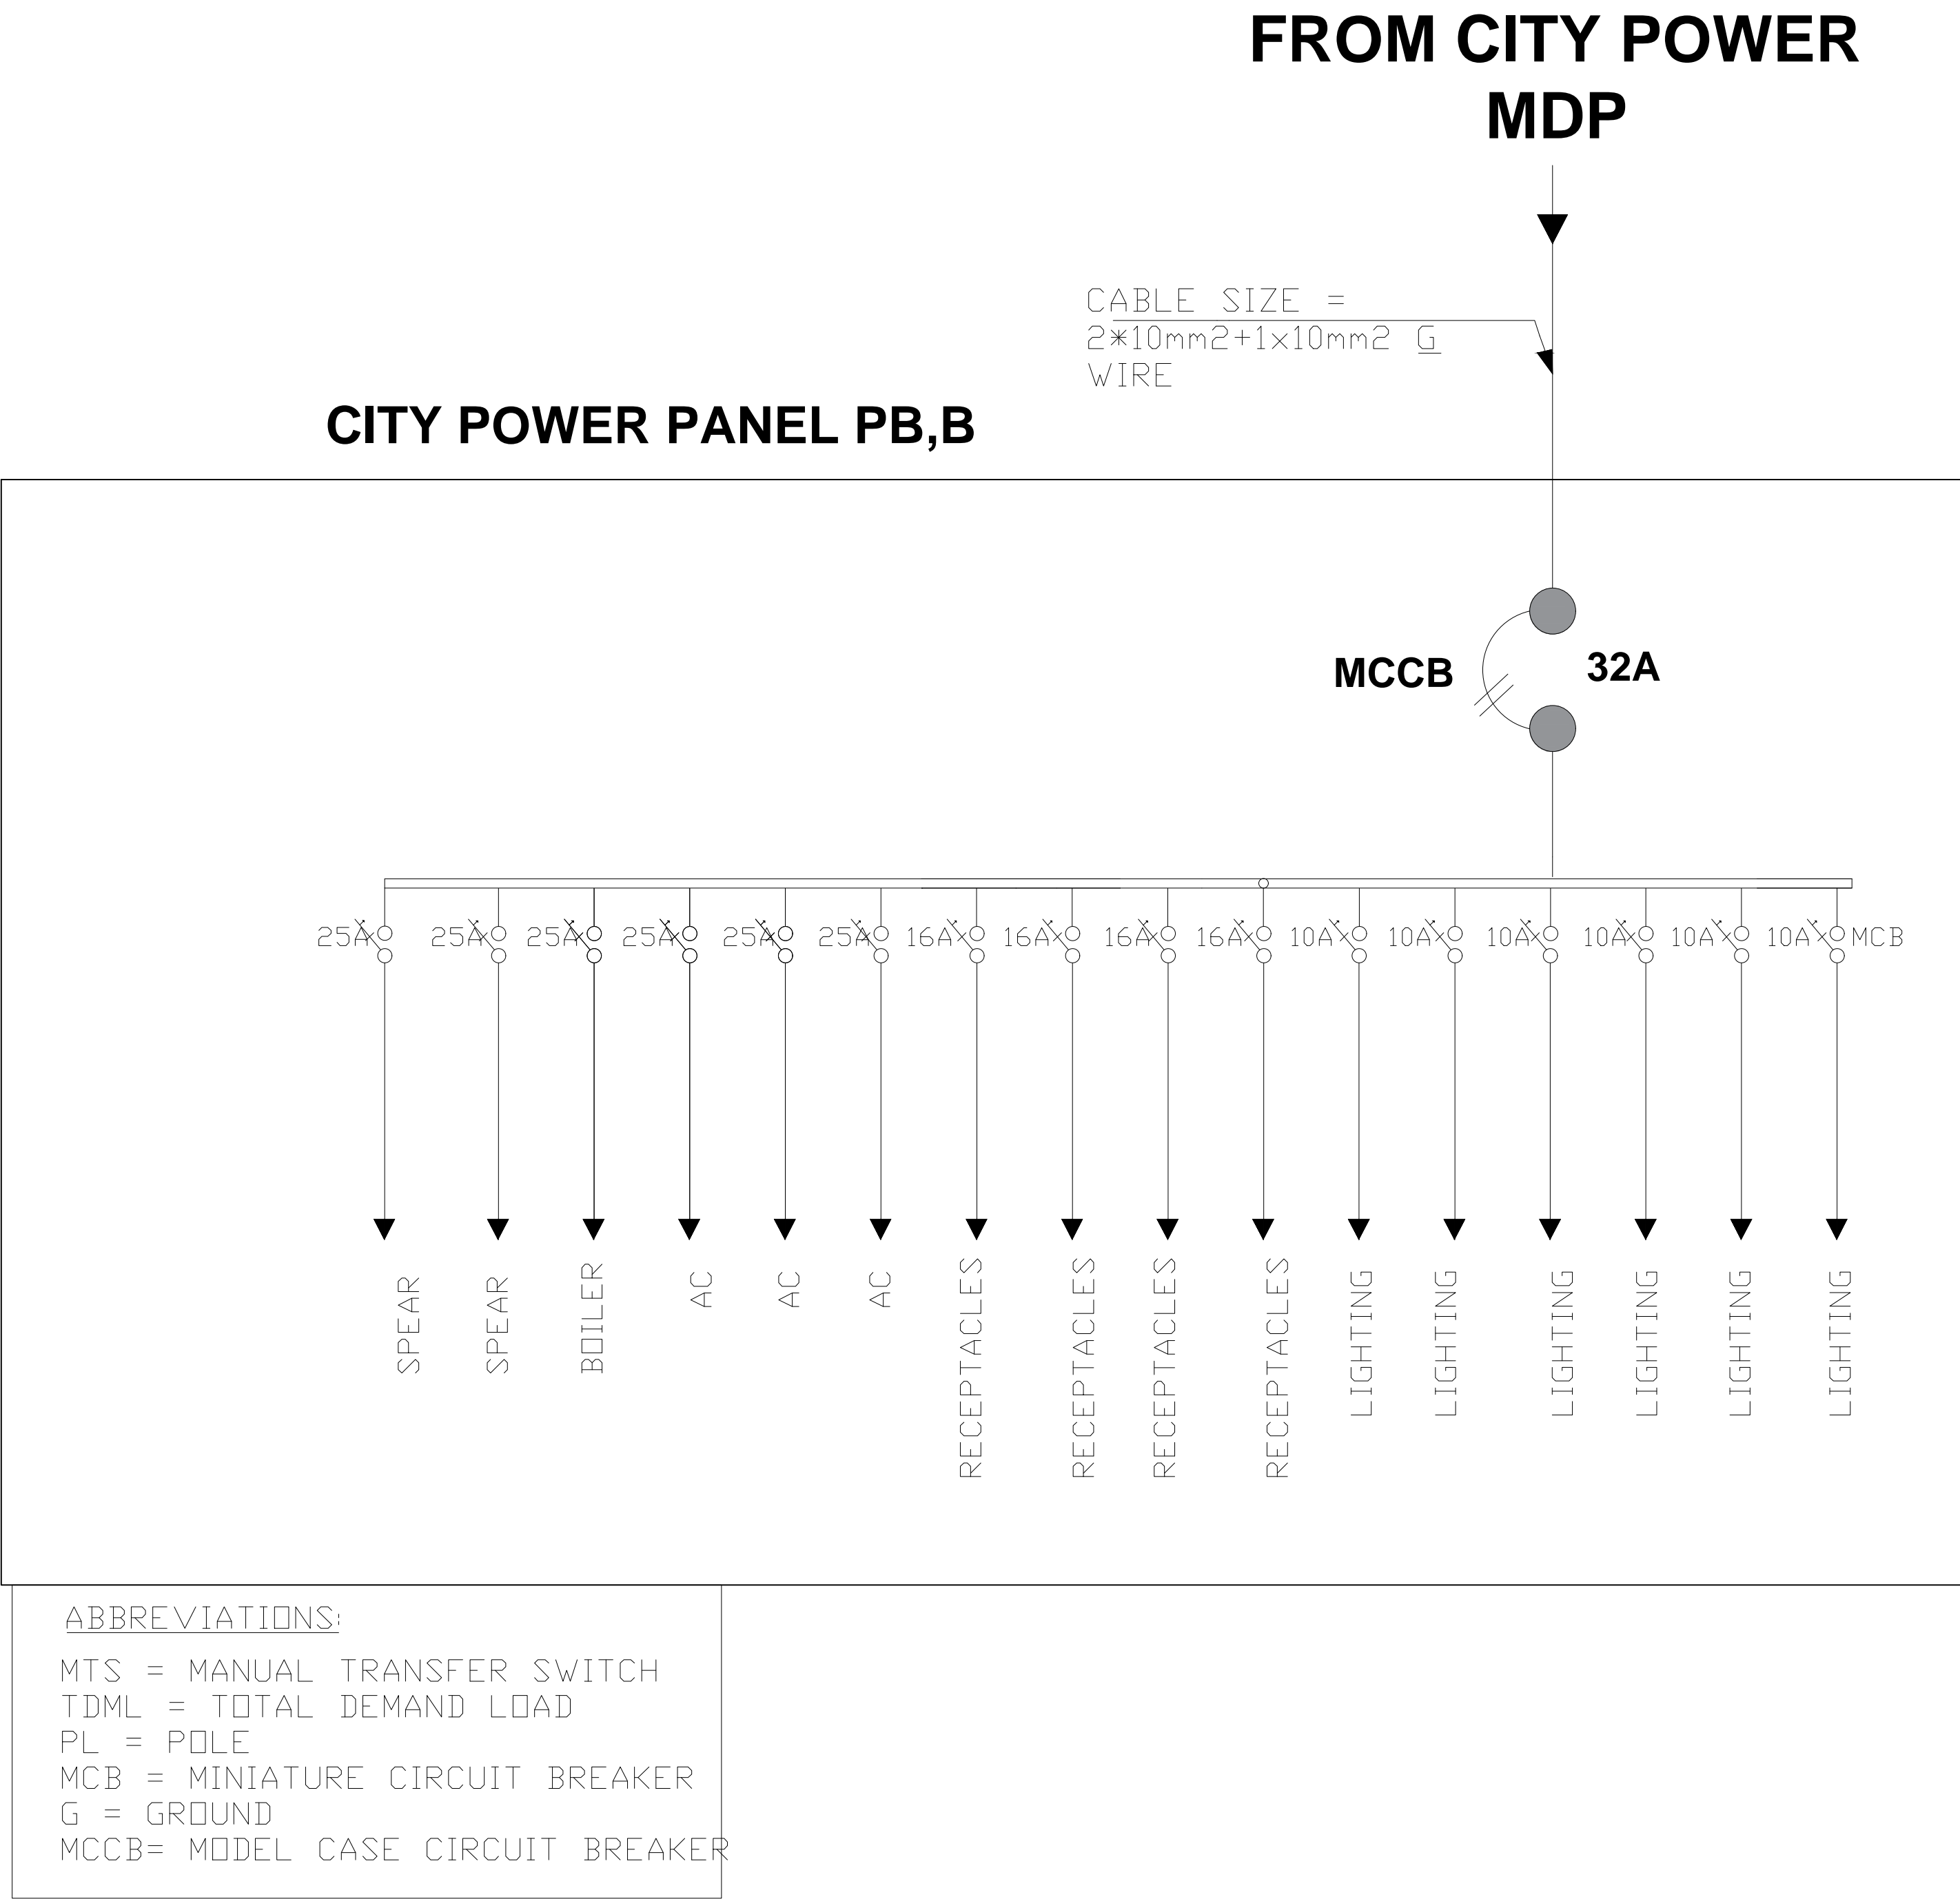 FROM CITY POWER
MDP
CABLE SIZE =
2*10mm2+1x10mm2 G
WIRE
CITY POWER PANEL PB,B
MCCB
32A
25A
25A
25A
25A
25A
25A
16A
16A
16A
16A
10A
10A
10A
10A
10A
10A
MCB
SPEAR
SPEAR
BOILER
AC
AC
AC
RECEPTACLES
RECEPTACLES
RECEPTACLES
RECEPTACLES
LIGHTING
LIGHTING
LIGHTING
LIGHTING
LIGHTING
LIGHTING
ABBREVIATIONS:
MTS = MANUAL TRANSFER SWITCH
TDML = TOTAL DEMAND LOAD
PL = POLE
MCB = MINIATURE CIRCUIT BREAKER
G = GROUND
MCCB= MODEL CASE CIRCUIT BREAKER